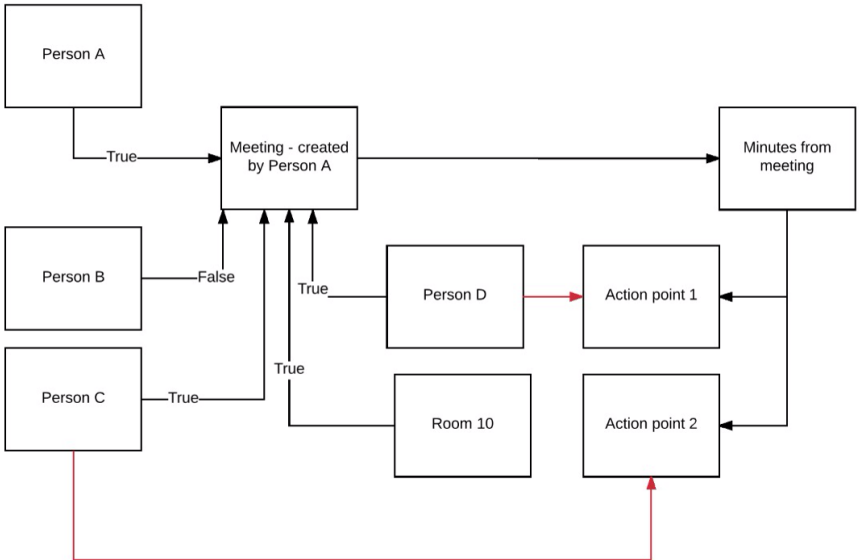 Person A
True
Meeting - created
by Person A
Minutes from
meeting
Person B
False
True
Person D
Action point 1
Person C
True
True
Room 10
Action point 2